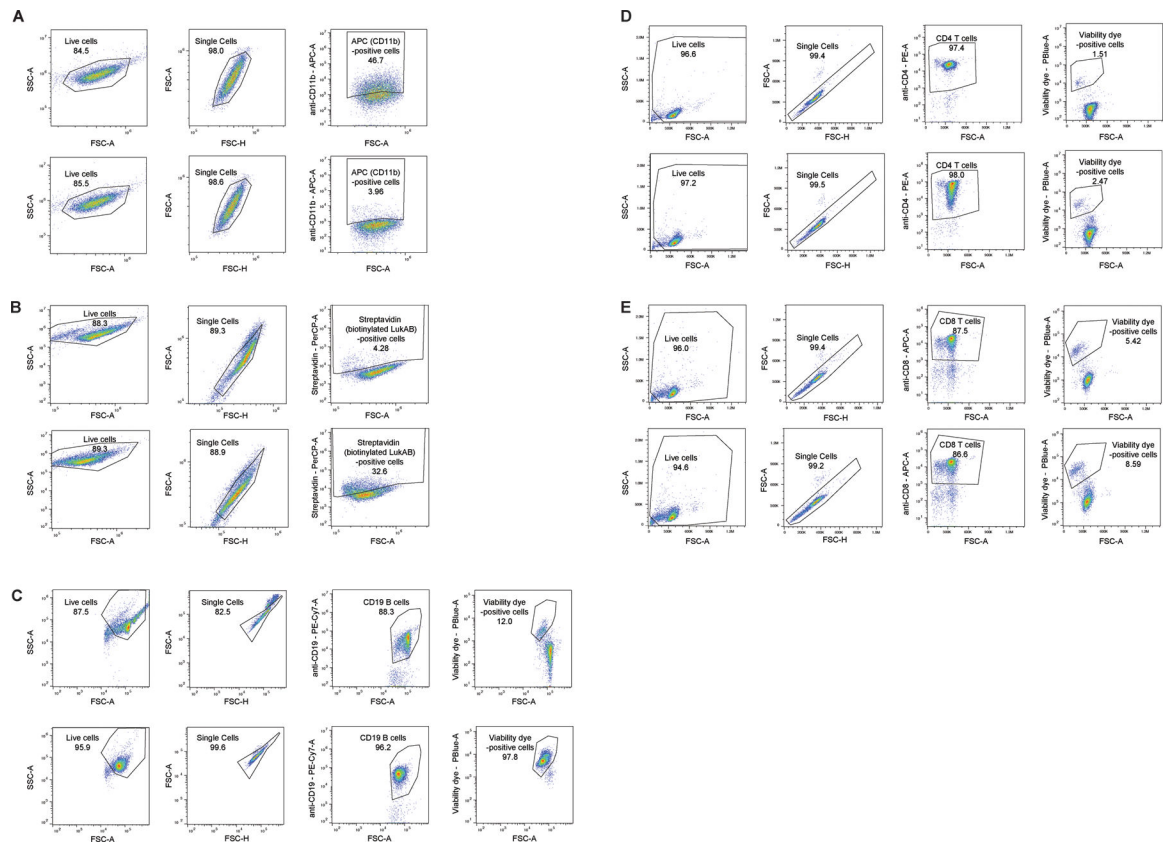 A
Live cells
84.5
SSC-A
FSC-A
Single Cells
98.0
FSC-A
FSC-H
APC (CD11b)
-positive cells
46.7
anti-CD11b - APC-A
FSC-A
Live cells
85.5
SSC-A
FSC-A
Single Cells
98.6
FSC-A
FSC-H
APC (CD11b)
-positive cells
3.96
anti-CD11b - APC-A
FSC-A
B
Live cells
88.3
SSC-A
FSC-A
Single Cells
89.3
FSC-A
FSC-H
Streptavidin
(biotinylated LukAB)
-positive cells
4.28
Streptavidin - PerCP-A
FSC-A
Live cells
89.3
SSC-A
FSC-A
Single Cells
88.9
FSC-A
FSC-H
Streptavidin
(biotinylated LukAB)
-positive cells
32.6
Streptavidin - PerCP-A
FSC-A
C
Live cells
87.5
SSC-A
FSC-A
Single Cells
82.5
FSC-A
FSC-H
CD19 B cells
88.3
anti-CD19 - PE-Cy7-A
FSC-A
Viability dye
-positive cells
12.0
Viability dye - PBlue-A
FSC-A
Live cells
95.9
SSC-A
FSC-A
Single Cells
99.6
FSC-A
FSC-H
CD19 B cells
96.2
anti-CD19 - PE-Cy7-A
FSC-A
Viability dye
-positive cells
97.8
Viability dye - PBlue-A
FSC-A
D
Live cells
96.6
SSC-A
FSC-A
Single Cells
99.4
FSC-A
FSC-H
CD4 T cells
97.4
anti-CD4 - PE-A
FSC-A
Viability dye
-positive cells
1.51
Viability dye - PBlue-A
FSC-A
Live cells
97.2
SSC-A
FSC-A
Single Cells
99.5
FSC-A
FSC-H
CD4 T cells
98.0
anti-CD4 - PE-A
FSC-A
Viability dye
-positive cells
2.47
Viability dye - PBlue-A
FSC-A
E
Live cells
96.0
SSC-A
FSC-A
Single Cells
99.4
FSC-A
FSC-H
CD8 T cells
87.5
anti-CD8 - APC-A
FSC-A
Viability dye
-positive cells
5.42
Viability dye - PBlue-A
FSC-A
Live cells
94.6
SSC-A
FSC-A
Single Cells
99.2
FSC-A
FSC-H
CD8 T cells
86.6
anti-CD8 - APC-A
FSC-A
Viability dye
-positive cells
8.59
Viability dye - PBlue-A
FSC-A